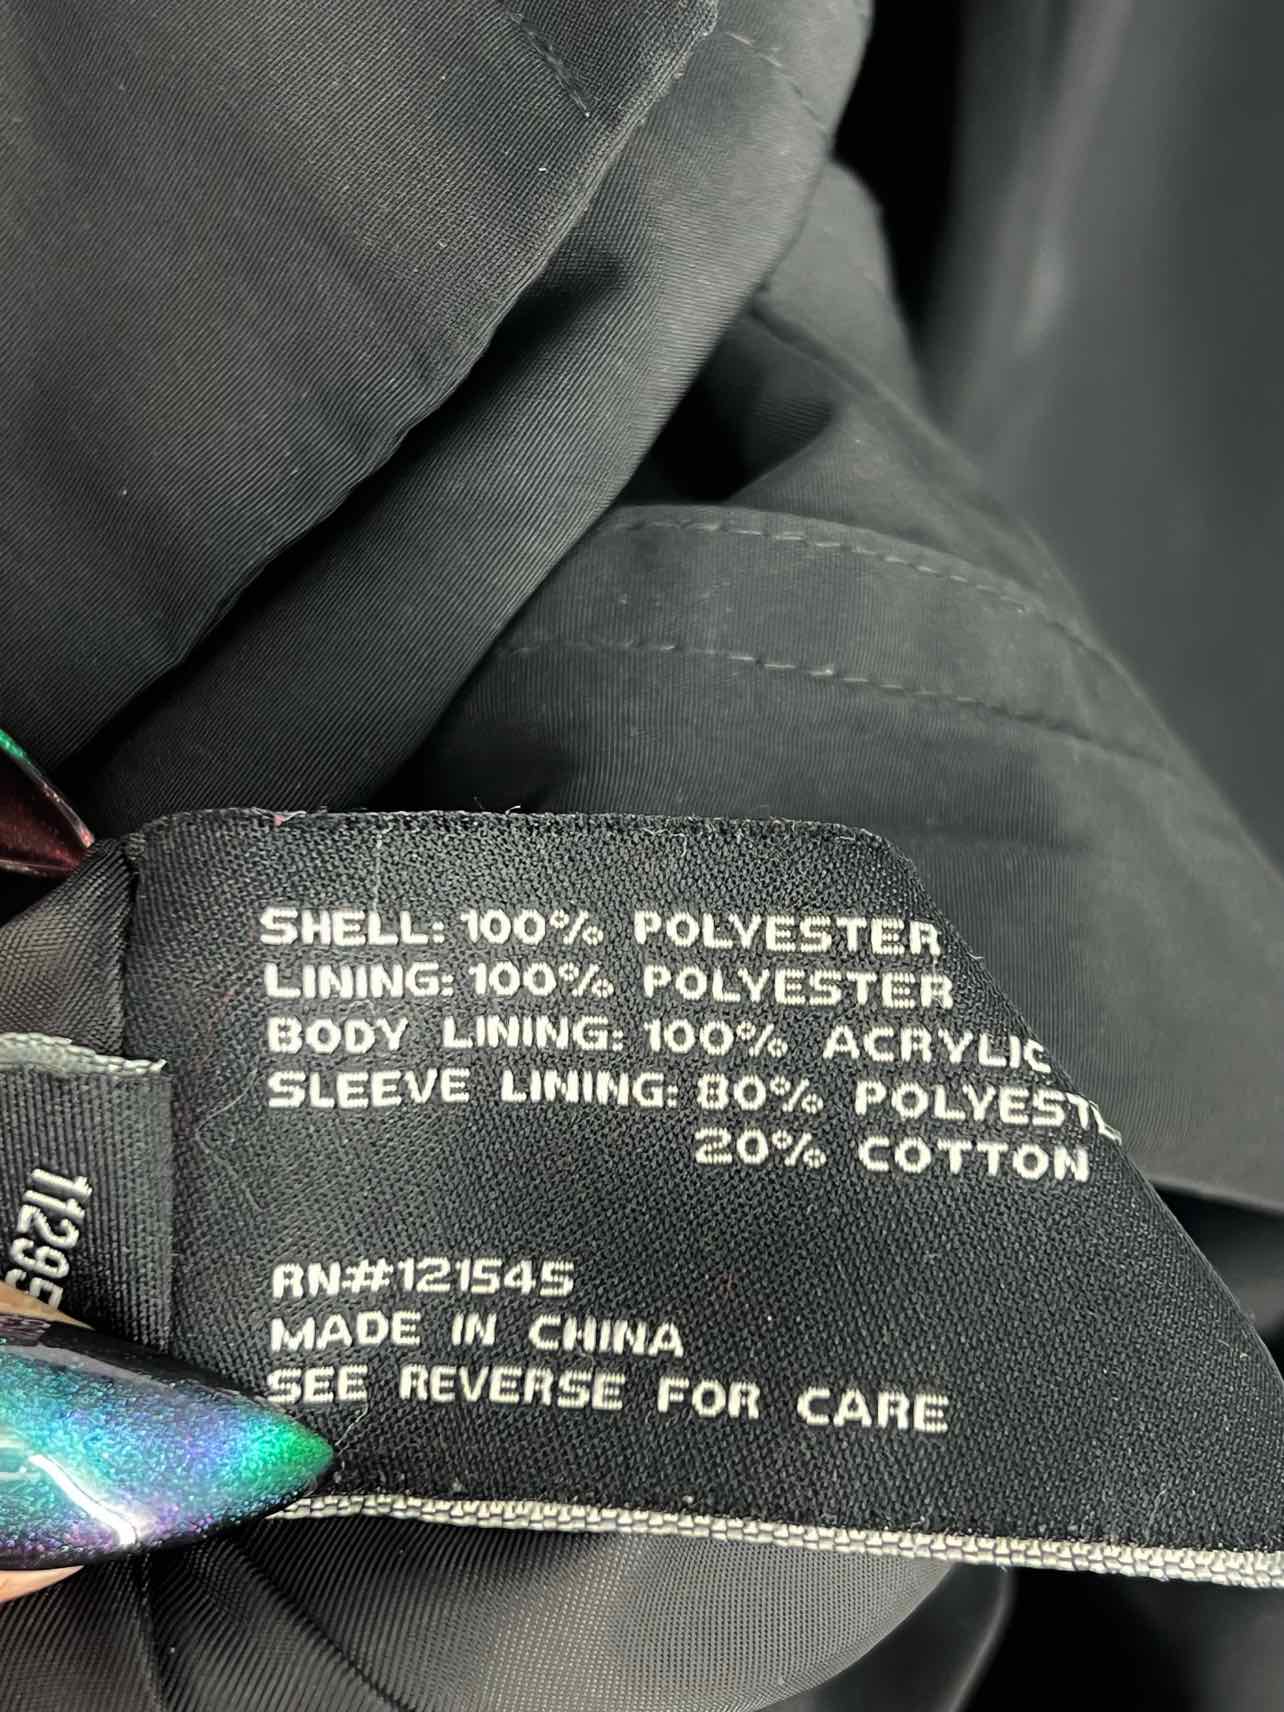 SHELL: 100% POLYESTER
LINING: 100% POLYESTER
BODY LINING: 100% ACRYLIC
SLEEVE LINING: 80% POLYESTE
20% COTTON
RN#121545
MADE IN CHINA
SEE REVERSE FOR CARE
1129